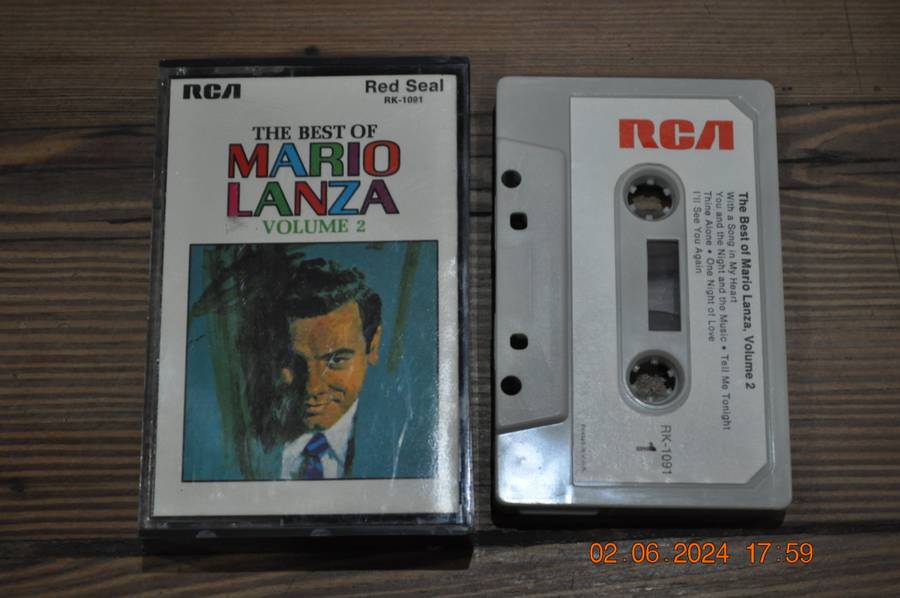 RCA
Red Seal
RK-1091
THE BEST OF
MARIO
LANZA
VOLUME 2
RCA
The Best of Mario Lanza, Volume 2
With a Song in My Heart
You and the Night and the Music • Tell Me Tonight
Thine Alone • One Night of Love
I'll See You Again
RK-1091
1
02.06.2024 17:59